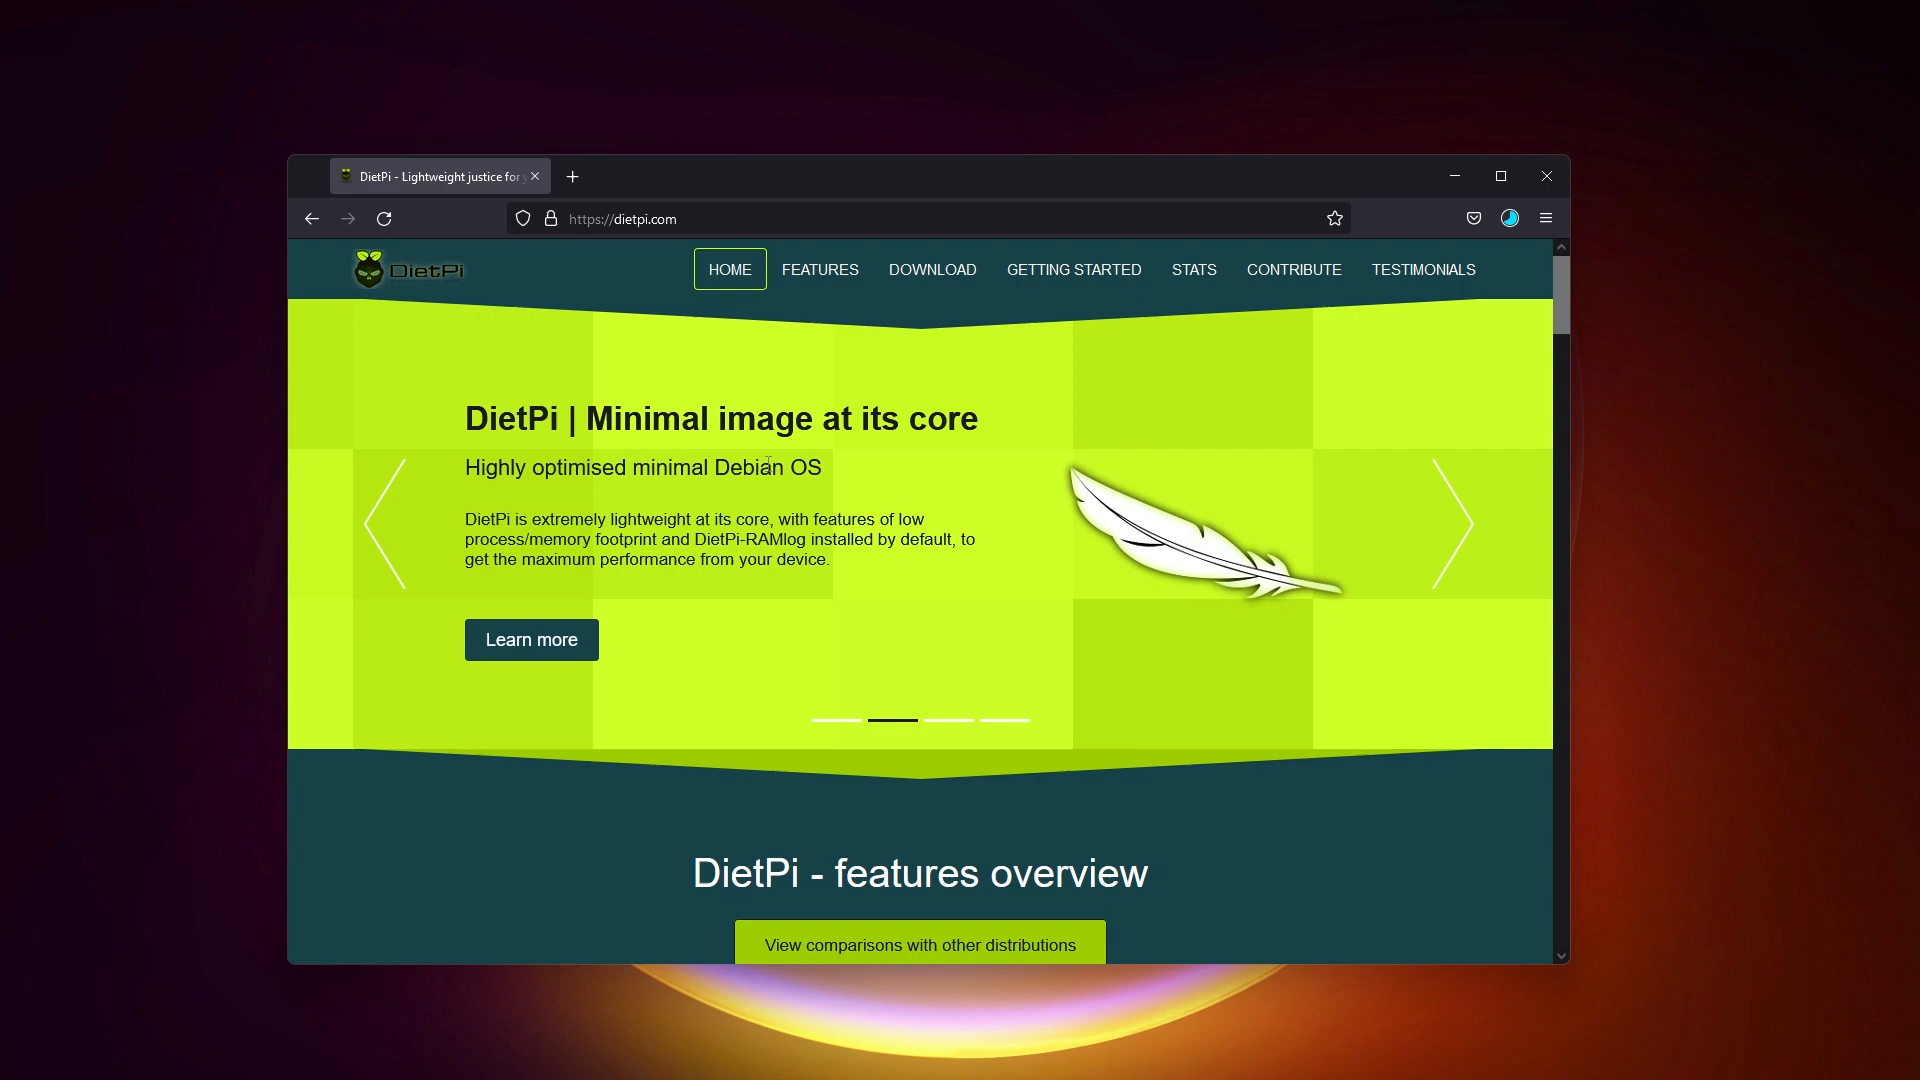 DietPi - Lightweight justice for
https://dietpi.com
DietPi
HOME FEATURES DOWNLOAD GETTING STARTED STATS CONTRIBUTE TESTIMONIALS
DietPi | Minimal image at its core
Highly optimised minimal Debian OS
DietPi is extremely lightweight at its core, with features of low
process/memory footprint and DietPi-RAMlog installed by default, to
get the maximum performance from your device.
Learn more
DietPi - features overview
View comparisons with other distributions